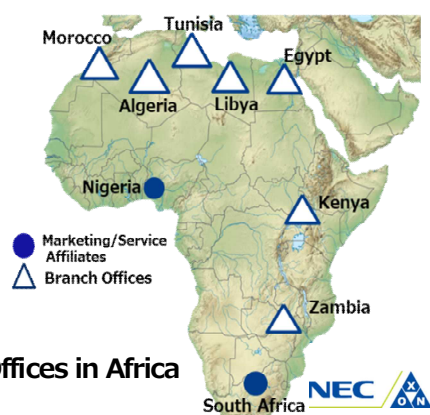 Tunisia
Morocco
Egypt
Algeria
Libya
Nigeria
Kenya
Marketing/Service
Affiliates
Branch Offices
Zambia
ffices in Africa
South Africa
NEC
X
O N